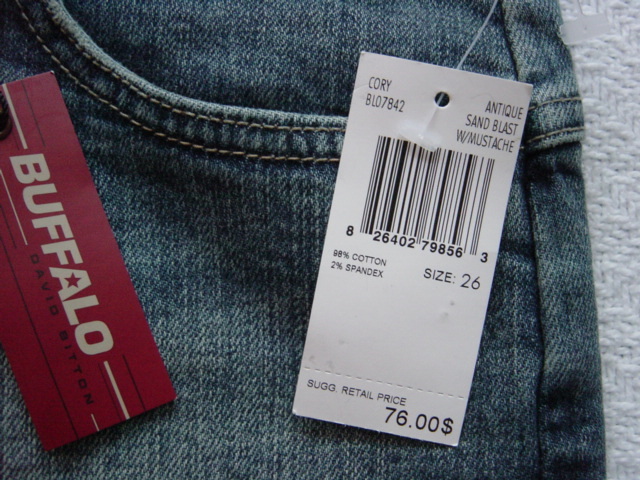 BUFFALO
DAVID BITTON
CORY
BL07842
ANTIQUE
SAND BLAST
W/MUSTACHE
8 26402 79856 3
98% COTTON
2% SPANDEX
SIZE: 26
SUGG. RETAIL PRICE
76.00$